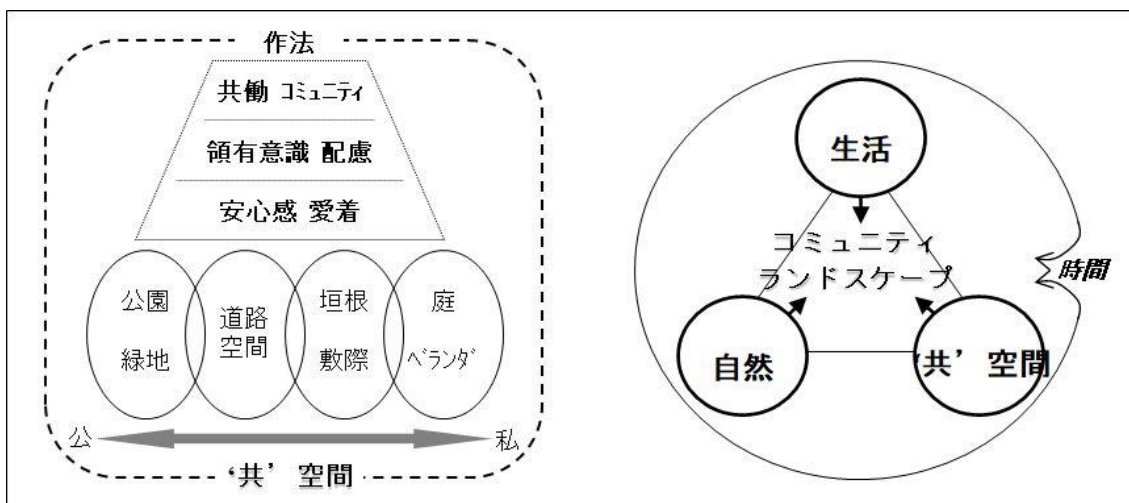 作法
共働 コミュニティ
領有意識 配慮
安心感 愛着
公園
緑地
道路
空間
垣根
敷際
庭
ﾍﾞランダ
公
私
‘共’ 空間
生活
コミュニティ
ランドスケープ
時間
自然
‘共’ 空間